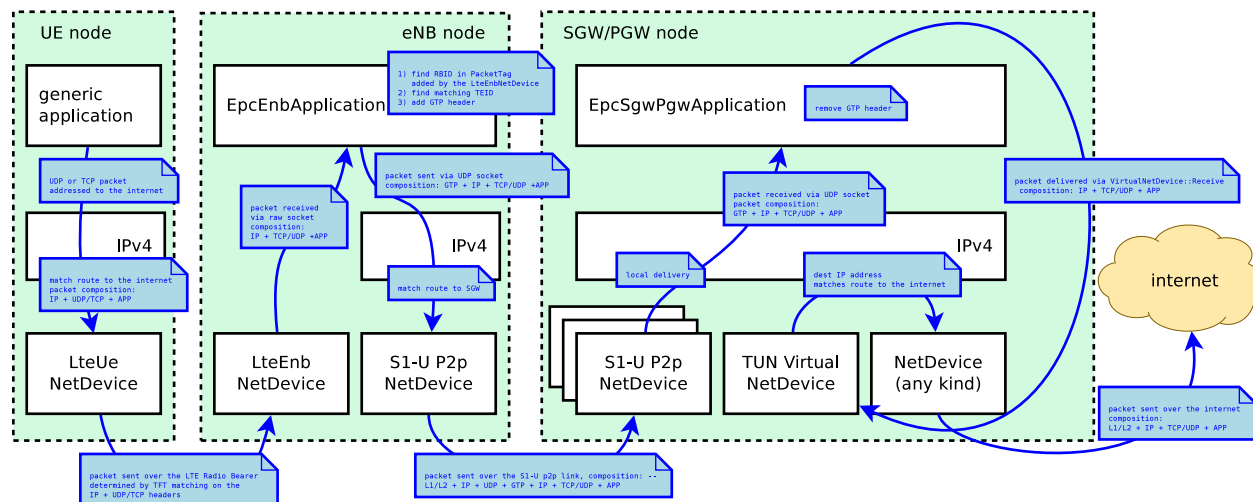 UE node
generic
application
UDP or TCP packet
addressed to the internet
IPv4
match route to the internet
packet composition:
IP + UDP/TCP + APP
LteUe
NetDevice
packet sent over the LTE Radio Bearer
determined by TFT matching on the
IP + UDP/TCP headers
eNB node
EpcEnbApplication
1) find RBID in PacketTag
added by the LteEnbNetDevice
2) find matching TEID
3) add GTP header
packet received
via raw socket
composition:
IP + TCP/UDP +APP
packet sent via UDP socket
composition: GTP + IP + TCP/UDP +APP
IPv4
match route to SGW
LteEnb
NetDevice
S1-U P2p
NetDevice
packet sent over the S1-U p2p link, composition: --
L1/L2 + IP + UDP + GTP + IP + TCP/UDP + APP
SGW/PGW node
EpcSgwPgwApplication
remove GTP header
packet received via UDP socket
packet composition:
GTP + IP + TCP/UDP + APP
packet delivered via VirtualNetDevice::Receive
composition: IP + TCP/UDP + APP
IPv4
local delivery
dest IP address
matches route to the internet
S1-U P2p
NetDevice
TUN Virtual
NetDevice
NetDevice
(any kind)
internet
packet sent over the internet
composition:
L1/L2 + IP + TCP/UDP + APP